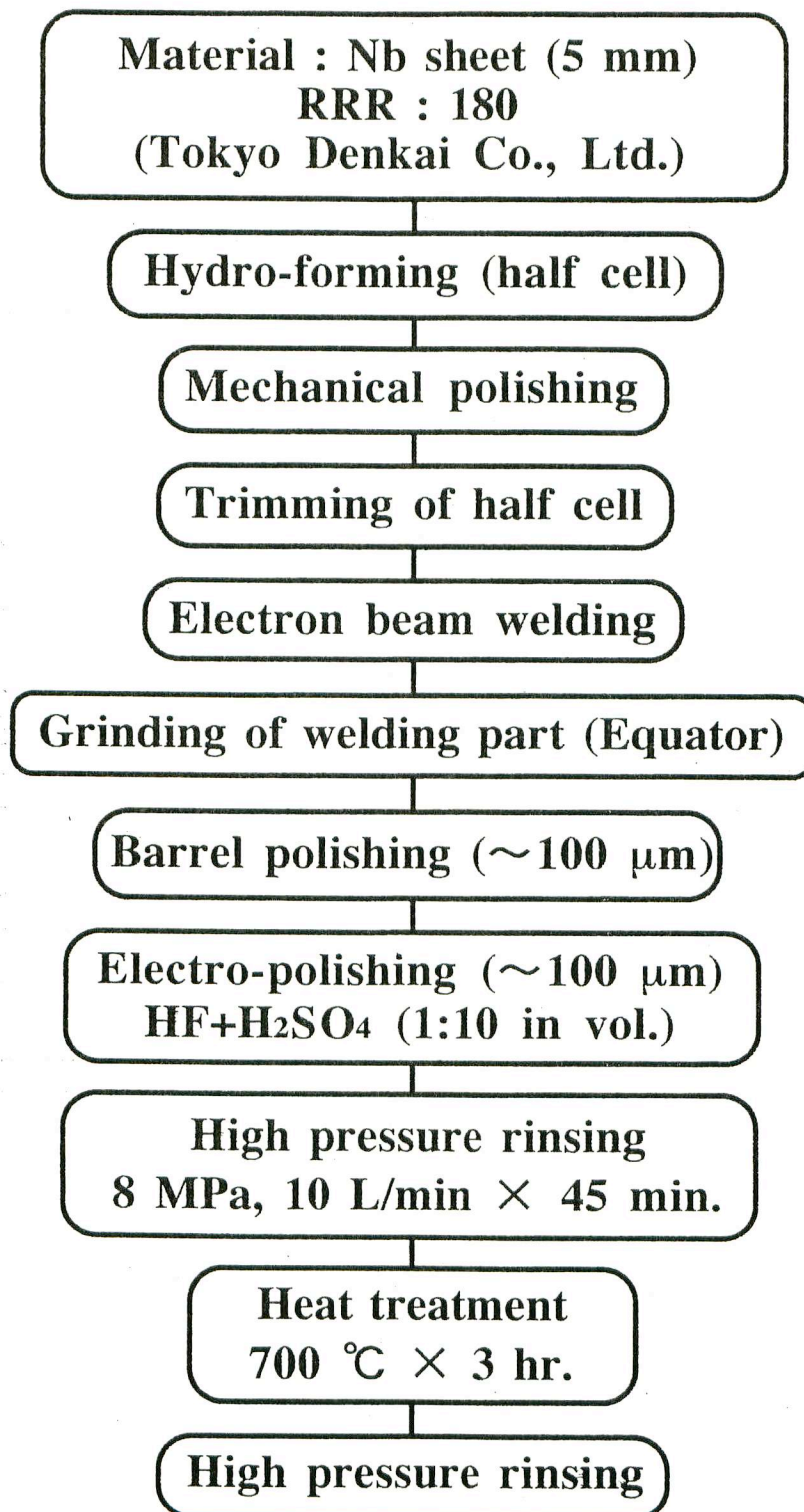 Material : Nb sheet (5 mm)
RRR : 180
(Tokyo Denkai Co., Ltd.)
Hydro-forming (half cell)
Mechanical polishing
Trimming of half cell
Electron beam welding
Grinding of welding part (Equator)
Barrel polishing (～100 μm)
Electro-polishing (～100 μm)
HF+H₂SO₄ (1:10 in vol.)
High pressure rinsing
8 MPa, 10 L/min × 45 min.
Heat treatment
700 ℃ × 3 hr.
High pressure rinsing